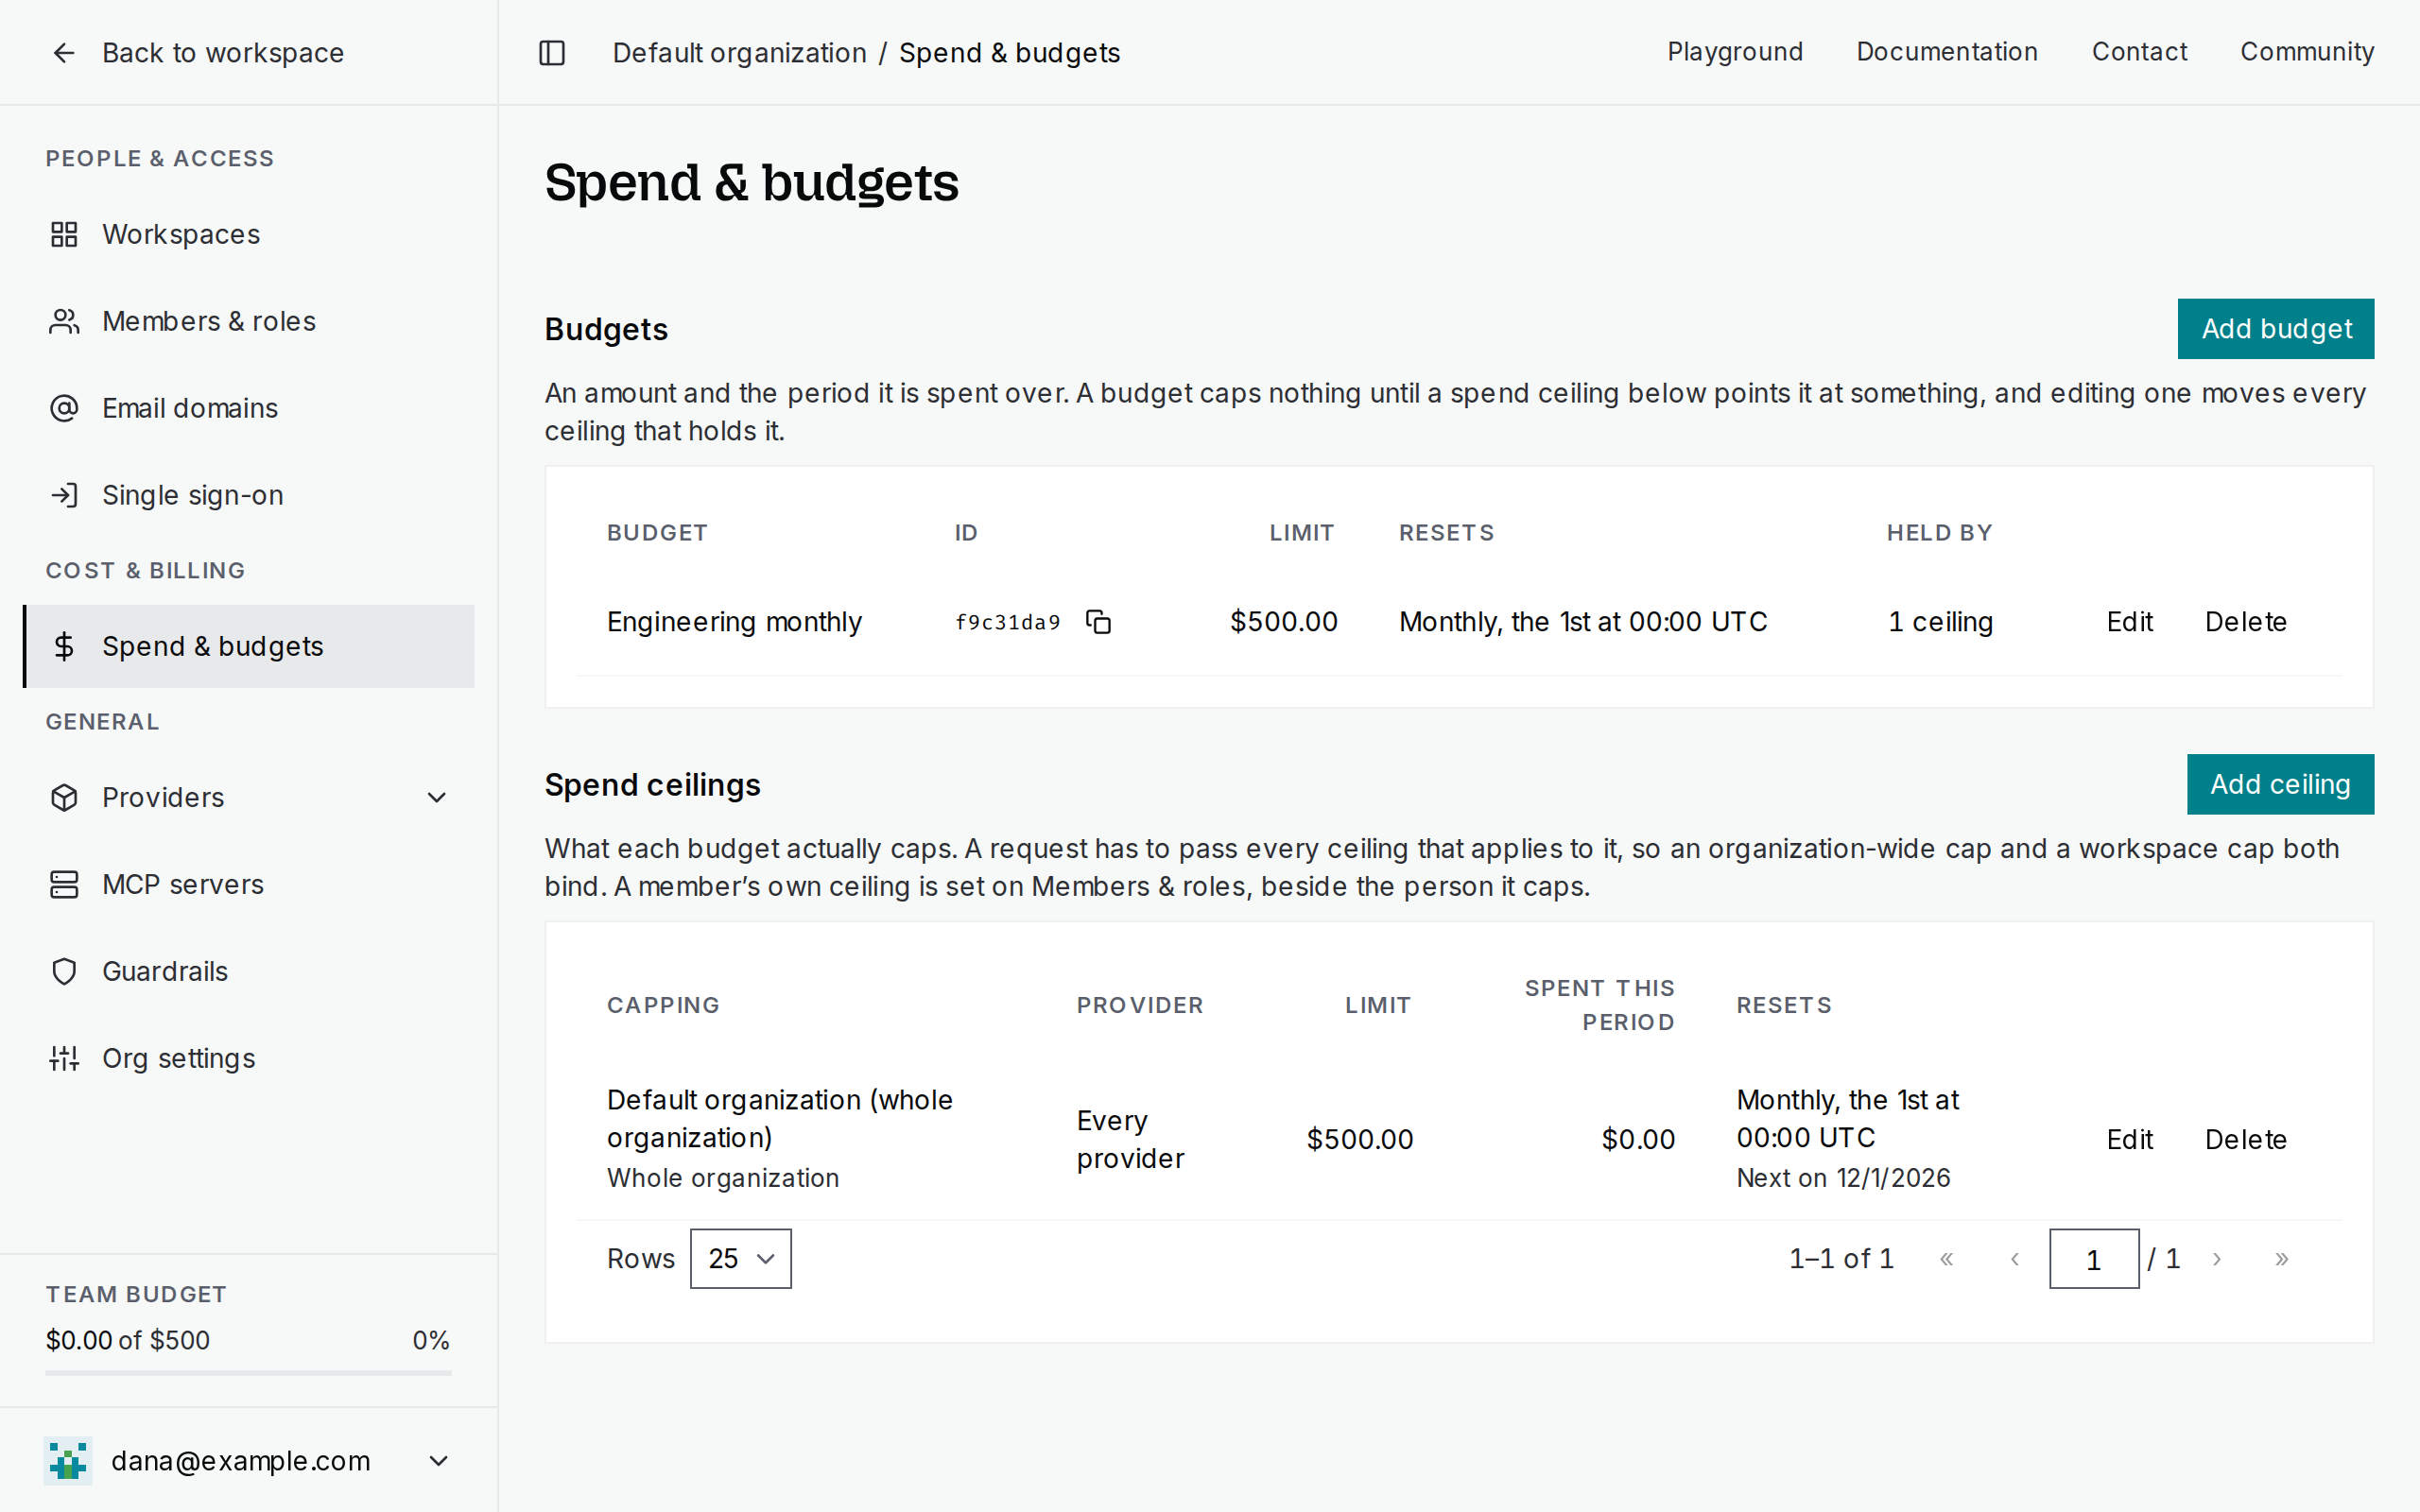 Back to workspace
Default organization / Spend & budgets
Playground
Documentation
Contact
Community
PEOPLE & ACCESS
Workspaces
Members & roles
Email domains
Single sign-on
COST & BILLING
Spend & budgets
GENERAL
Providers
MCP servers
Guardrails
Org settings
TEAM BUDGET
$0.00 of $500 0%
dana@example.com
Spend & budgets
Budgets
Add budget
An amount and the period it is spent over. A budget caps nothing until a spend ceiling below points it at something, and editing one moves every
ceiling that holds it.
BUDGET ID LIMIT RESETS HELD BY
Engineering monthly f9c31da9 $500.00 Monthly, the 1st at 00:00 UTC 1 ceiling Edit Delete
Spend ceilings
Add ceiling
What each budget actually caps. A request has to pass every ceiling that applies to it, so an organization-wide cap and a workspace cap both
bind. A member’s own ceiling is set on Members & roles, beside the person it caps.
CAPPING PROVIDER LIMIT SPENT THIS
PERIOD RESETS
Default organization (whole
organization)
Whole organization
Every
provider
$500.00
$0.00
Monthly, the 1st at
00:00 UTC
Next on 12/1/2026
Edit Delete
Rows 25
1–1 of 1 « ‹ 1 / 1 › »